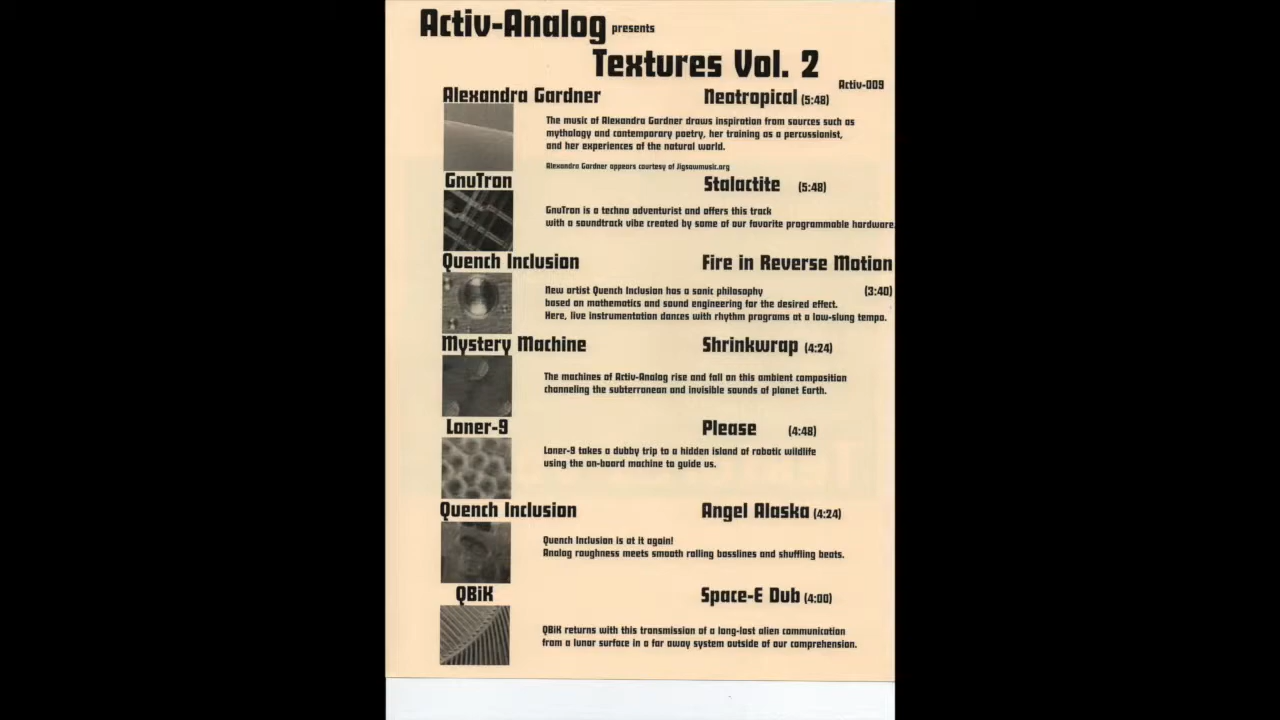 Activ-Analog presents
Textures Vol. 2
Activ-009
Alexandra Gardner Neotropical (5:48)
The music of Alexandra Gardner draws inspiration from sources such as
mythology and contemporary poetry, her training as a percussionist,
and her experiences of the natural world.
Alexandra Gardner appears courtesy of Jigsawmusic.org
GnuTron Stalactite (5:48)
GnuTron is a techno adventurist and offers this track
with a soundtrack vibe created by some of our favorite programmable hardware.
Quench Inclusion Fire in Reverse Motion
(3:40)
New artist Quench Inclusion has a sonic philosophy
based on mathematics and sound engineering for the desired effect.
Here, live instrumentation dances with rhythm programs at a low-slung tempo.
Mystery Machine Shrinkwrap (4:24)
The machines of Activ-Analog rise and fall on this ambient composition
channeling the subterranean and invisible sounds of planet Earth.
Loner-9 Please (4:48)
Loner-9 takes a dubby trip to a hidden island of robotic wildlife
using the on-board machine to guide us.
Quench Inclusion Angel Alaska (4:24)
Quench Inclusion is at it again!
Analog roughness meets smooth rolling basslines and shuffling beats.
QBiK Space-E Dub (4:00)
QBiK returns with this transmission of a long-lost alien communication
from a lunar surface in a far away system outside of our comprehension.